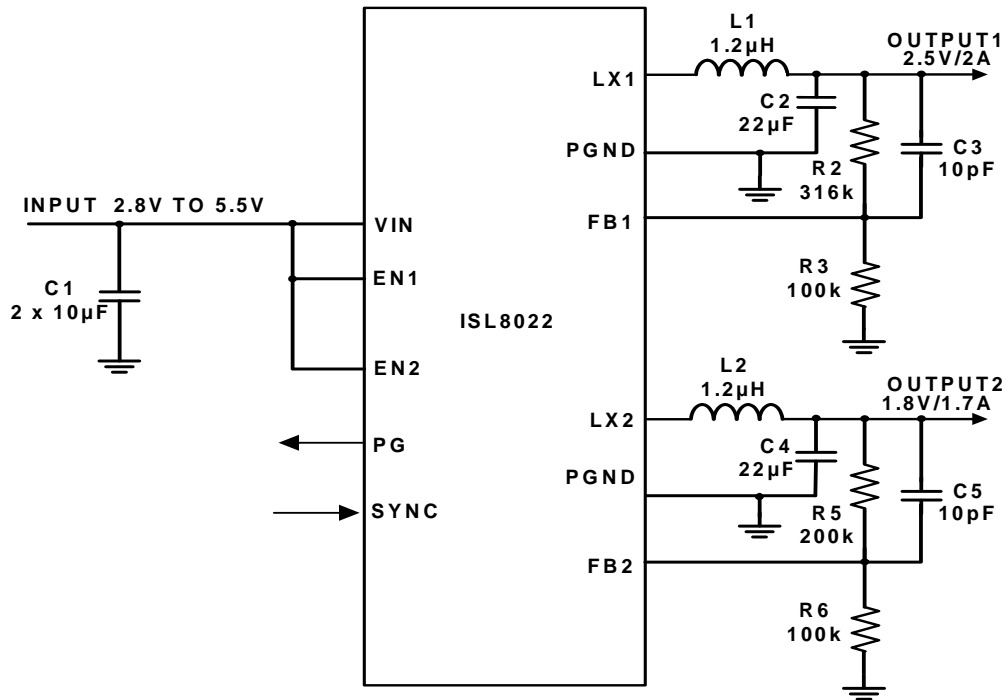 L1
1.2µH
OUTPUT1
2.5V/2A
LX1
C2
22µF
PGND
R2
316k
C3
10pF
INPUT 2.8V TO 5.5V
VIN
FB1
EN1
C1
2 x 10µF
R3
100k
ISL8022
EN2
L2
1.2µH
OUTPUT2
1.8V/1.7A
LX2
PG
C4
22µF
PGND
SYNC
R5
200k
C5
10pF
FB2
R6
100k